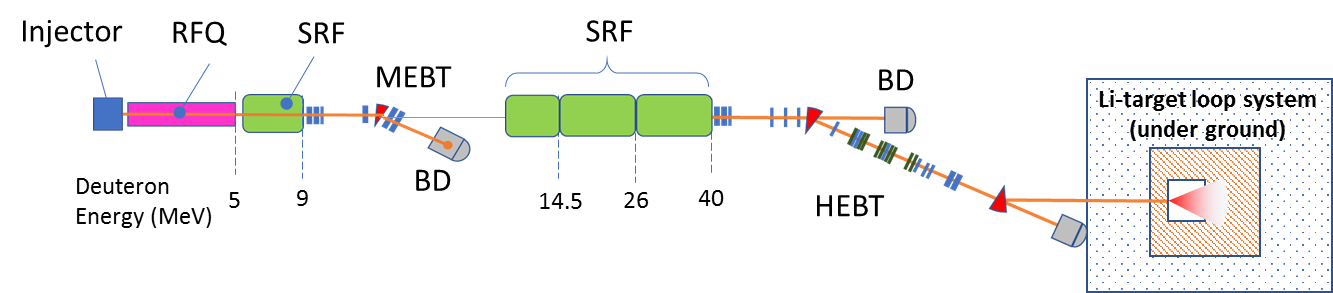 Injector
RFQ
SRF
MEBT
BD
SRF
BD
HEBT
Li-target loop system
(under ground)
Deuteron
Energy (MeV)
5
9
14.5
26
40